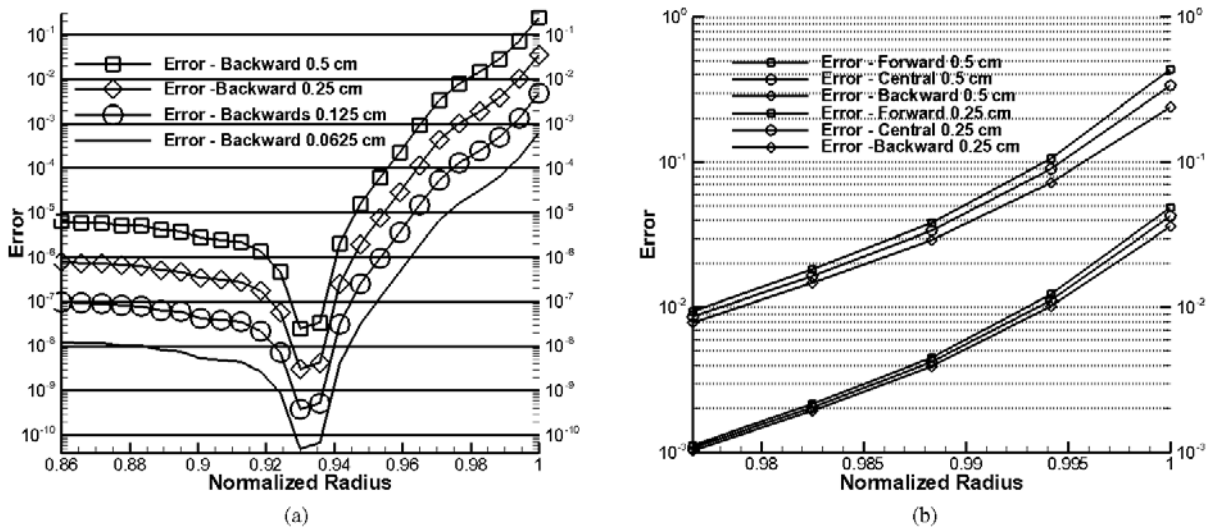 10^-1
10^-2
10^-3
10^-4
10^-5
10^-6
10^-7
10^-8
10^-9
10^-10
Error
Error - Backward 0.5 cm
Error -Backward 0.25 cm
Error - Backwards 0.125 cm
Error - Backward 0.0625 cm
10^-1
10^-2
10^-3
10^-4
10^-5
10^-6
10^-7
10^-8
10^-9
10^-10
0.86 0.88 0.9 0.92 0.94 0.96 0.98 1
Normalized Radius
(a)
10^0
10^-1
10^-2
10^-3
Error
Error - Forward 0.5 cm
Error - Central 0.5 cm
Error - Backward 0.5 cm
Error - Forward 0.25 cm
Error - Central 0.25 cm
Error -Backward 0.25 cm
10^0
10^-1
10^-2
10^-3
0.98 0.985 0.99 0.995 1
Normalized Radius
(b)